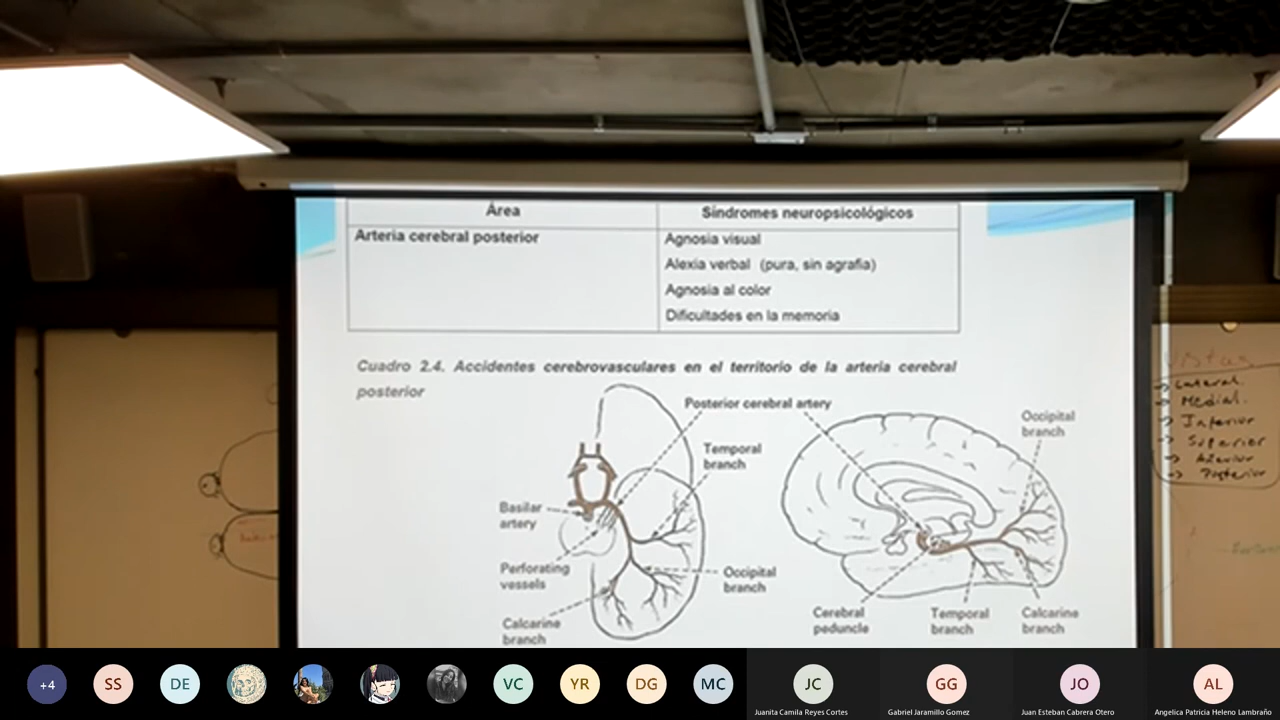 Área
Síndromes neuropsicológicos
Arteria cerebral posterior
Agnosia visual
Alexia verbal (pura, sin agrafia)
Agnosia al color
Dificultades en la memoria
Cuadro 2.4. Accidentes cerebrovasculares en el territorio de la arteria cerebral
posterior
Posterior cerebral artery
Temporal
branch
Basilar
artery
Perforating
vessels
Calcarine
branch
Occipital
branch
Occipital
branch
Cerebral
peduncle
Temporal
branch
Calcarine
branch
Vistas
Lateral.
Medial.
Inferior
Superior
Anterior
Posterior
+4
SS
DE
VC
YR
DG
MC
JC
GG
JO
AL
Juanita Camila Reyes Cortes
Gabriel Jaramillo Gomez
Juan Esteban Cabrera Otero
Angelica Patricia Heleno Lambraño